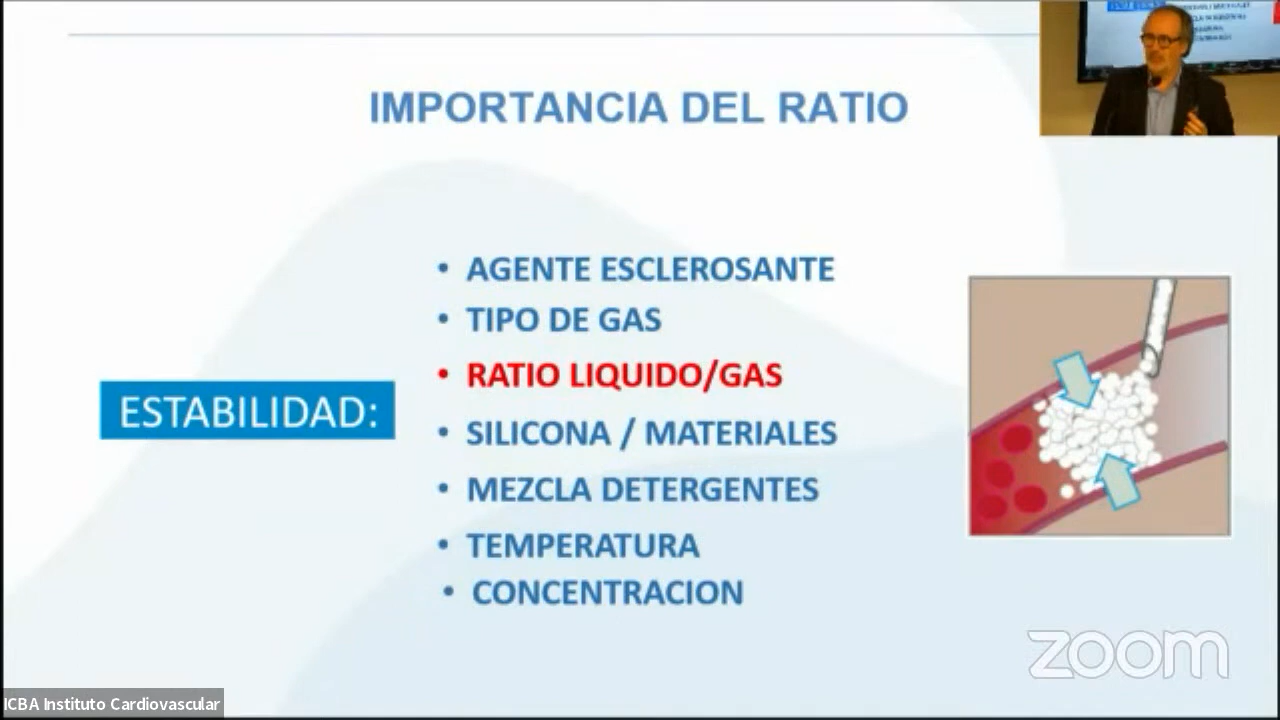 IMPORTANCIA DEL RATIO
ESTABILIDAD:
• AGENTE ESCLEROSANTE
• TIPO DE GAS
• RATIO LIQUIDO/GAS
• SILICONA / MATERIALES
• MEZCLA DETERGENTES
• TEMPERATURA
• CONCENTRACION
zoom
ICBA Instituto Cardiovascular